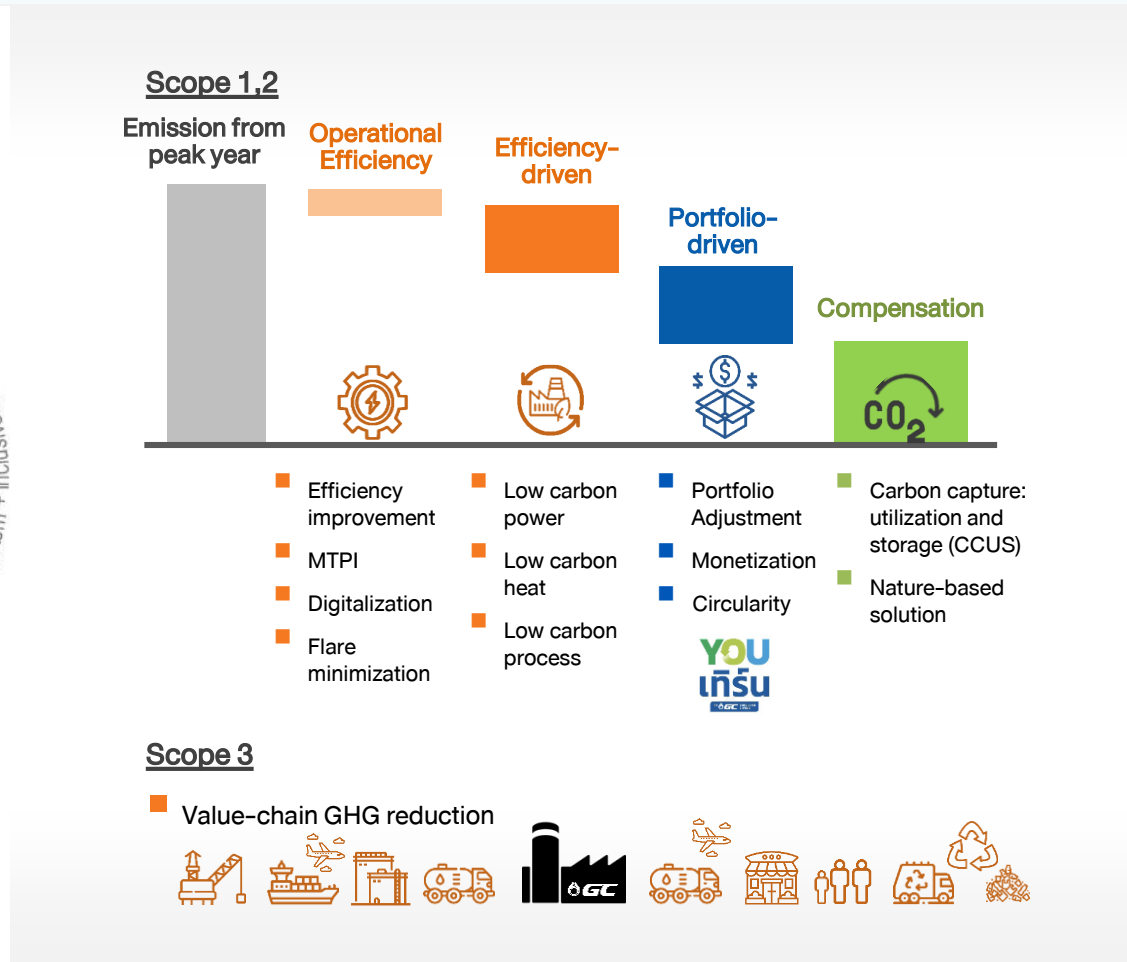 Scope 1,2
Emission from
peak year
Operational
Efficiency
Efficiency-
driven
Portfolio-
driven
Compensation
CO2
Efficiency
improvement
MTPI
Digitalization
Flare
minimization
Low carbon
power
Low carbon
heat
Low carbon
process
Portfolio
Adjustment
Monetization
Circularity
YOU
เทิร์น
GC
Carbon capture:
utilization and
storage (CCUS)
Nature-based
solution
Scope 3
Value-chain GHG reduction
GC